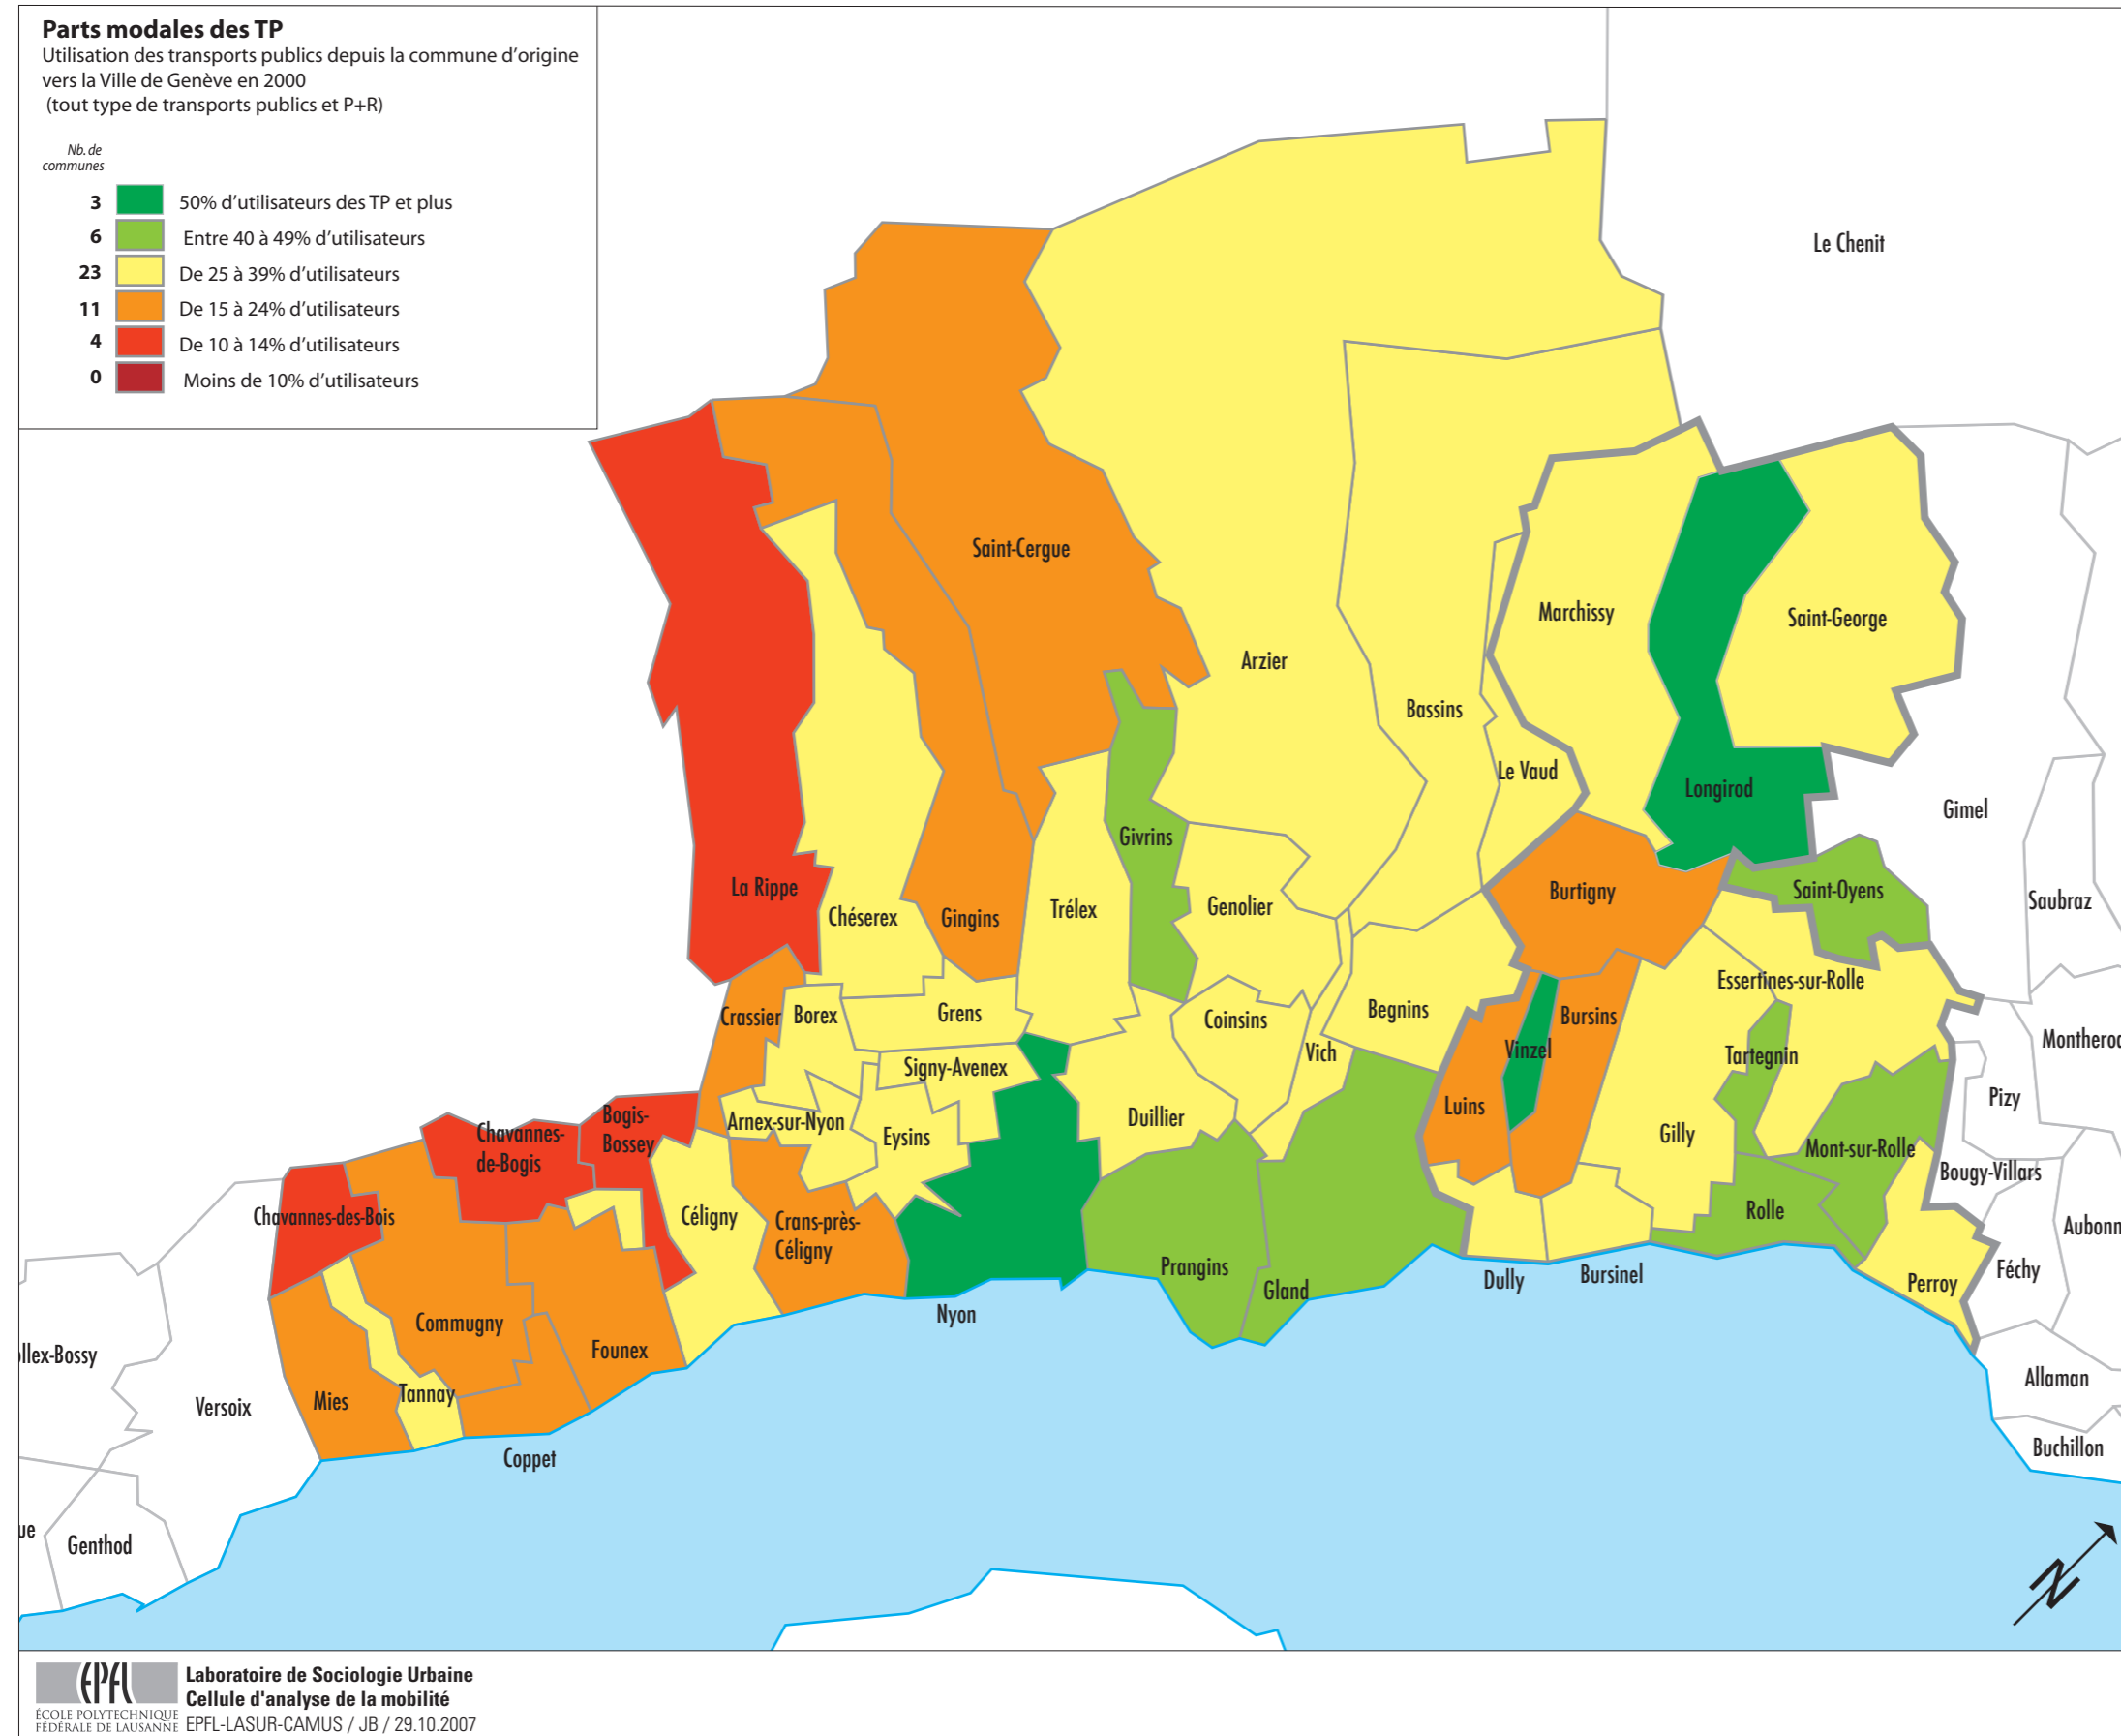 Parts modales des TP
Utilisation des transports publics depuis la commune d'origine
vers la Ville de Genève en 2000
(tout type de transports publics et P+R)
Nb. de
communes
3 50% d'utilisateurs des TP et plus
6 Entre 40 à 49% d'utilisateurs
23 De 25 à 39% d'utilisateurs
11 De 15 à 24% d'utilisateurs
4 De 10 à 14% d'utilisateurs
0 Moins de 10% d'utilisateurs
Le Chenit
Saint-Cergue
Marchissy
Saint-George
Arzier
Bassins
Le Vaud
Longirod
Gimel
Givrins
La Rippe
Chéserex
Gingins
Trélex
Genolier
Burtigny
Saint-Oyens
Saubraz
Essertines-sur-Rolle
Crassier
Borex
Grens
Coinsins
Begnins
Bursins
Vinzel
Vich
Tartegnin
Montheroc
Signy-Avenex
Pizy
Bogis-
Bossey
Chavannes-
de-Bogis
Arnex-sur-Nyon
Eysins
Duillier
Luins
Gilly
Mont-sur-Rolle
Bougy-Villars
Chavannes-des-Bois
Céligny
Crans-près-
Céligny
Rolle
Aubonn
Prangins
Gland
Dully
Bursinel
Perroy
Féchy
Nyon
Commugny
Founex
llex-Bossy
Versoix
Mies
Tannay
Allaman
Coppet
Buchillon
ue
Genthod
N
EPFL
ÉCOLE POLYTECHNIQUE
FÉDÉRALE DE LAUSANNE
Laboratoire de Sociologie Urbaine
Cellule d'analyse de la mobilité
EPFL-LASUR-CAMUS / JB / 29.10.2007